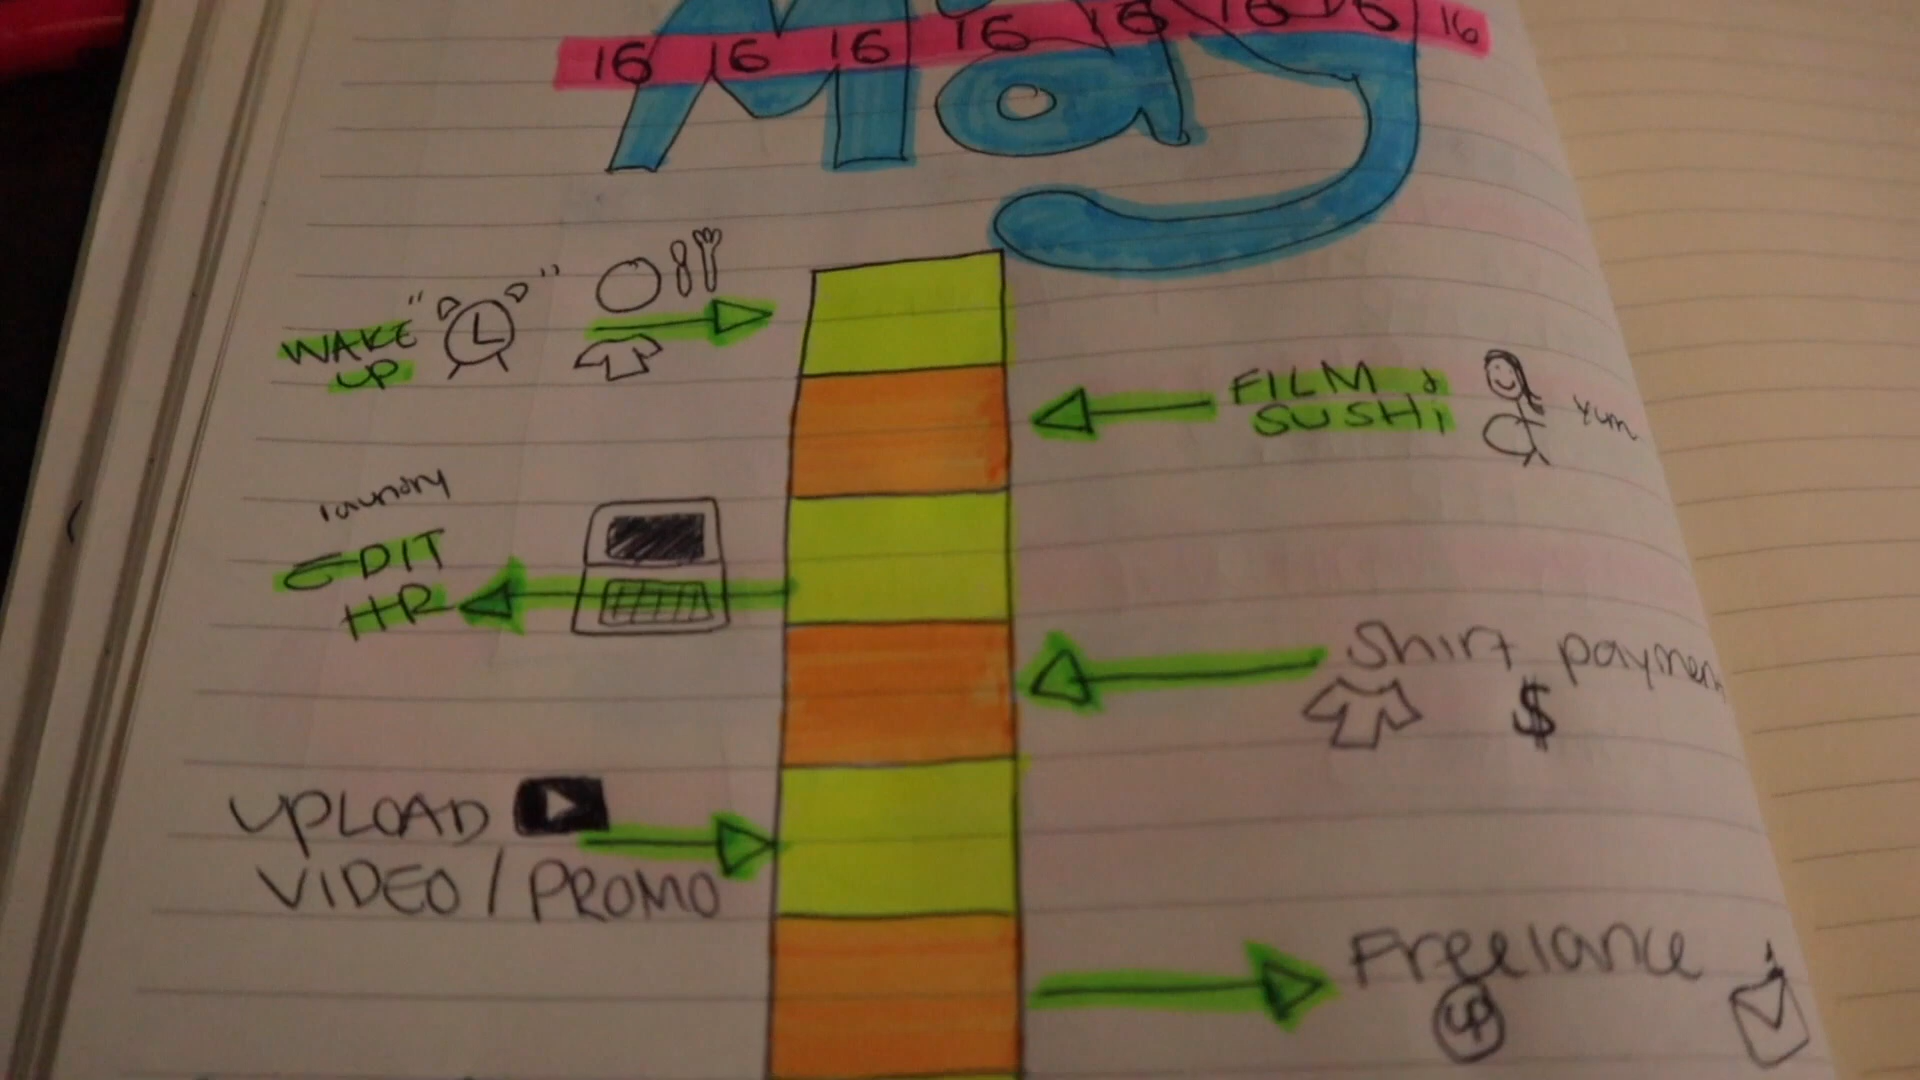 May
16 16 16 16 16 16 16 16
WAKE
UP
FILM &
SUSHi
Yum
laundry
EDIT
HR
Shirt payment
$
UPLOAD
VIDEO / PROMO
Freelance
UP